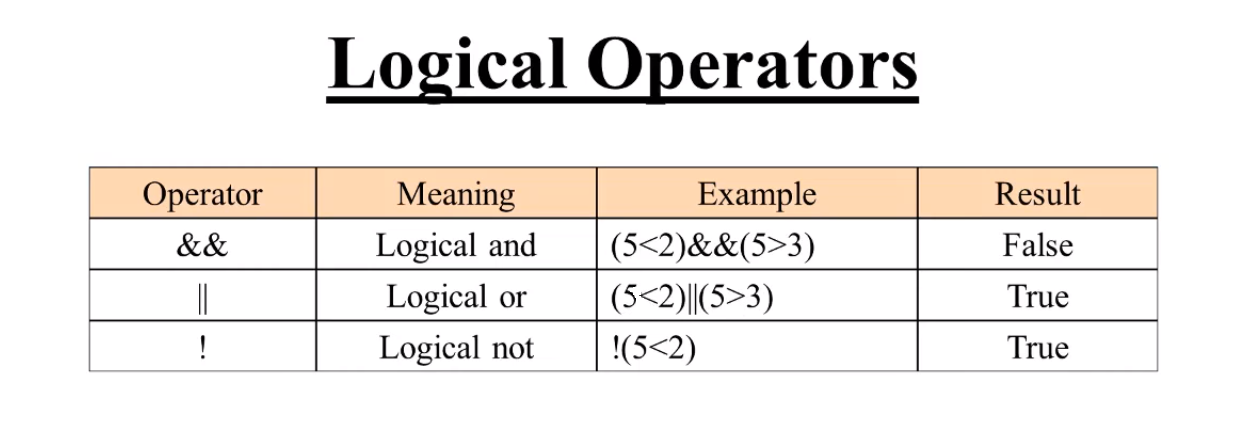 Logical Operators
Operator Meaning Example Result
&& Logical and (5<2)&&(5>3) False
|| Logical or (5<2)||(5>3) True
! Logical not !(5<2) True